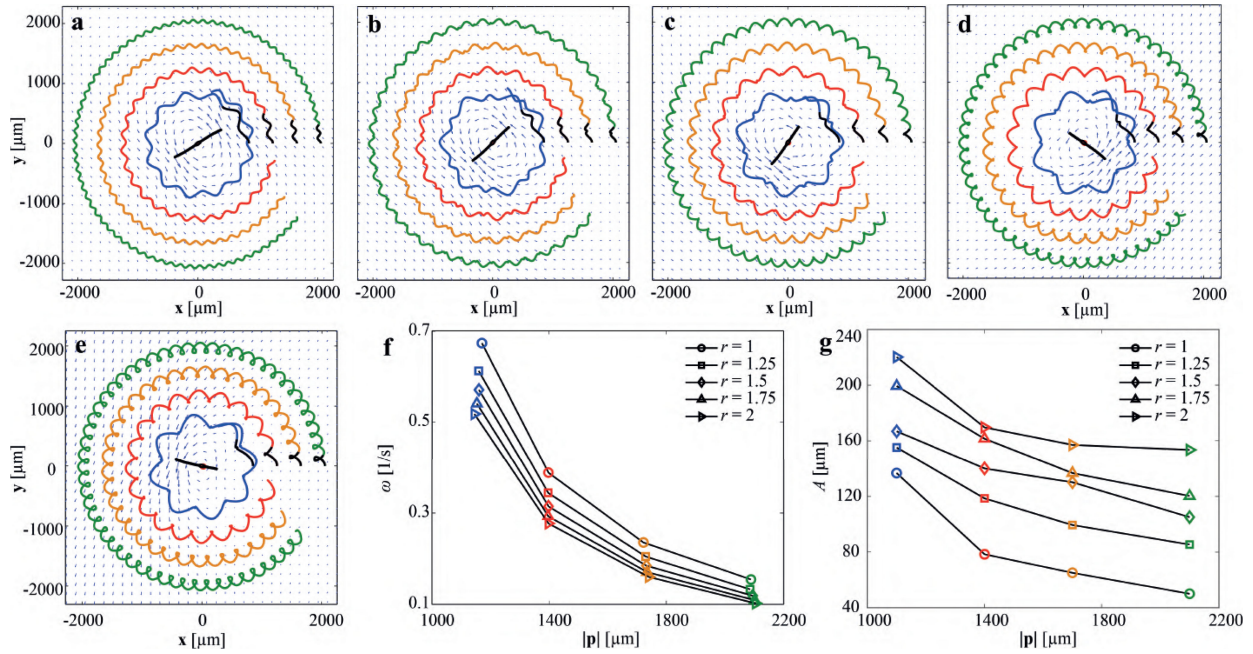 a
b
c
d
2000
1000
0
-1000
-2000
y [µm]
-2000 0 2000
x [µm]
-2000 0 2000
x [µm]
-2000 0 2000
x [µm]
-2000 0 2000
x [µm]
e
2000
1000
0
-1000
-2000
y [µm]
-2000 0 2000
x [µm]
f
0.7
0.5
0.3
0.1
ω [1/s]
r = 1
r = 1.25
r = 1.5
r = 1.75
r = 2
1000 1400 1800 2200
|p| [µm]
g
240
200
160
120
80
40
A [µm]
r = 1
r = 1.25
r = 1.5
r = 1.75
r = 2
1000 1400 1800 2200
|p| [µm]